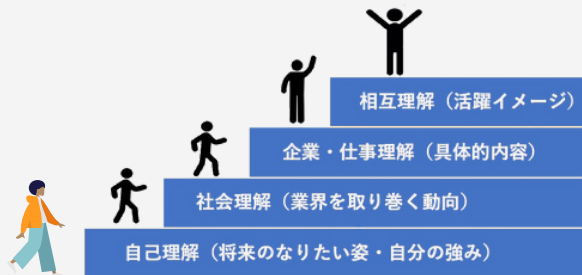 相互理解（活躍イメージ）
企業・仕事理解（具体的内容）
社会理解（業界を取り巻く動向）
自己理解（将来のなりたい姿・自分の強み）